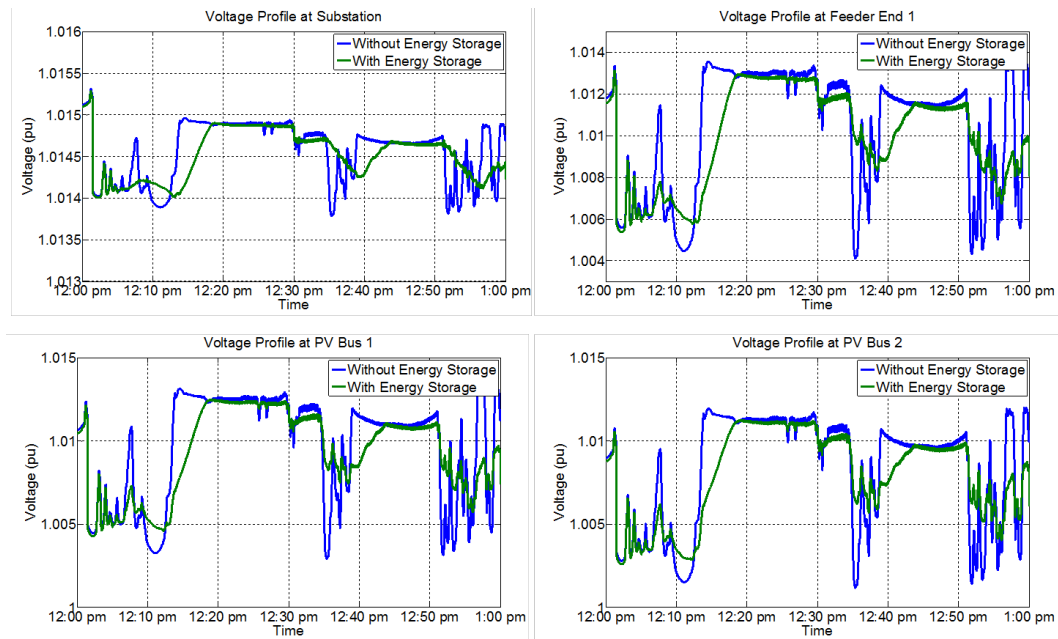 Voltage Profile at Substation
Voltage (pu)
1.016
1.0155
1.015
1.0145
1.014
1.0135
1.013
Without Energy Storage
With Energy Storage
12:00 pm 12:10 pm 12:20 pm 12:30 pm 12:40 pm 12:50 pm 1:00 pm
Time
Voltage Profile at Feeder End 1
Voltage (pu)
1.014
1.012
1.01
1.008
1.006
1.004
Without Energy Storage
With Energy Storage
12:00 pm 12:10 pm 12:20 pm 12:30 pm 12:40 pm 12:50 pm 1:00 pm
Time
Voltage Profile at PV Bus 1
Voltage (pu)
1.015
1.01
1.005
1
Without Energy Storage
With Energy Storage
12:00 pm 12:10 pm 12:20 pm 12:30 pm 12:40 pm 12:50 pm 1:00 pm
Time
Voltage Profile at PV Bus 2
Voltage (pu)
1.015
1.01
1.005
1
Without Energy Storage
With Energy Storage
12:00 pm 12:10 pm 12:20 pm 12:30 pm 12:40 pm 12:50 pm 1:00 pm
Time